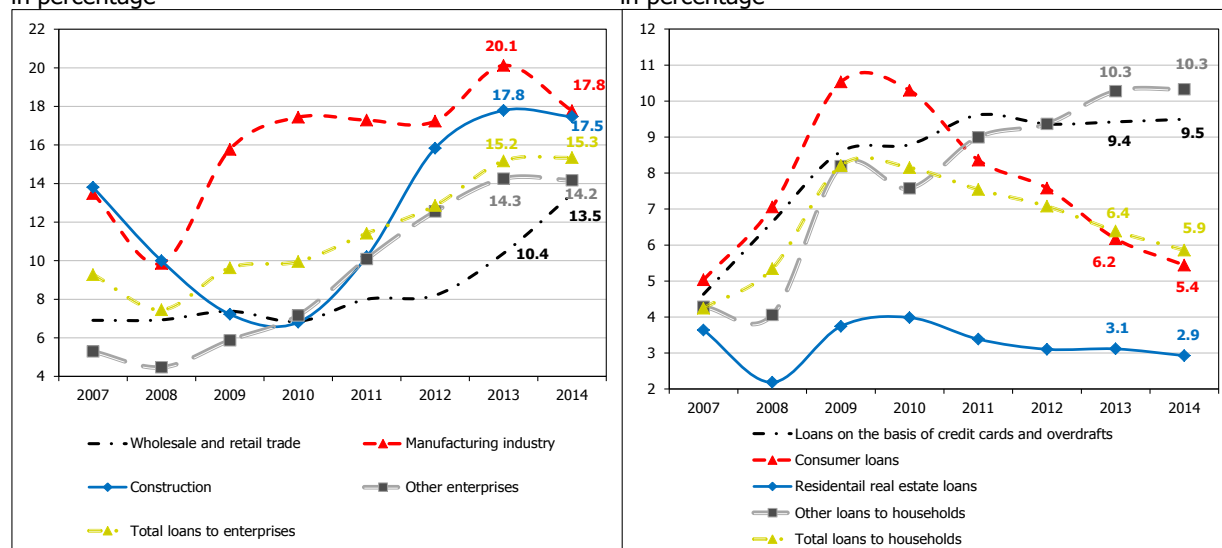 in percentage
22
20
18
16
14
12
10
8
6
4
20.1
17.8
17.8
17.5
15.2
15.3
14.3
14.2
13.5
10.4
2007 2008 2009 2010 2011 2012 2013 2014
Wholesale and retail trade
Manufacturing industry
Construction
Other enterprises
Total loans to enterprises
in percentage
12
11
10
9
8
7
6
5
4
3
2
10.3
10.3
9.4
9.5
6.4
5.9
6.2
5.4
3.1
2.9
2007 2008 2009 2010 2011 2012 2013 2014
Loans on the basis of credit cards and overdrafts
Consumer loans
Residentail real estate loans
Other loans to households
Total loans to households